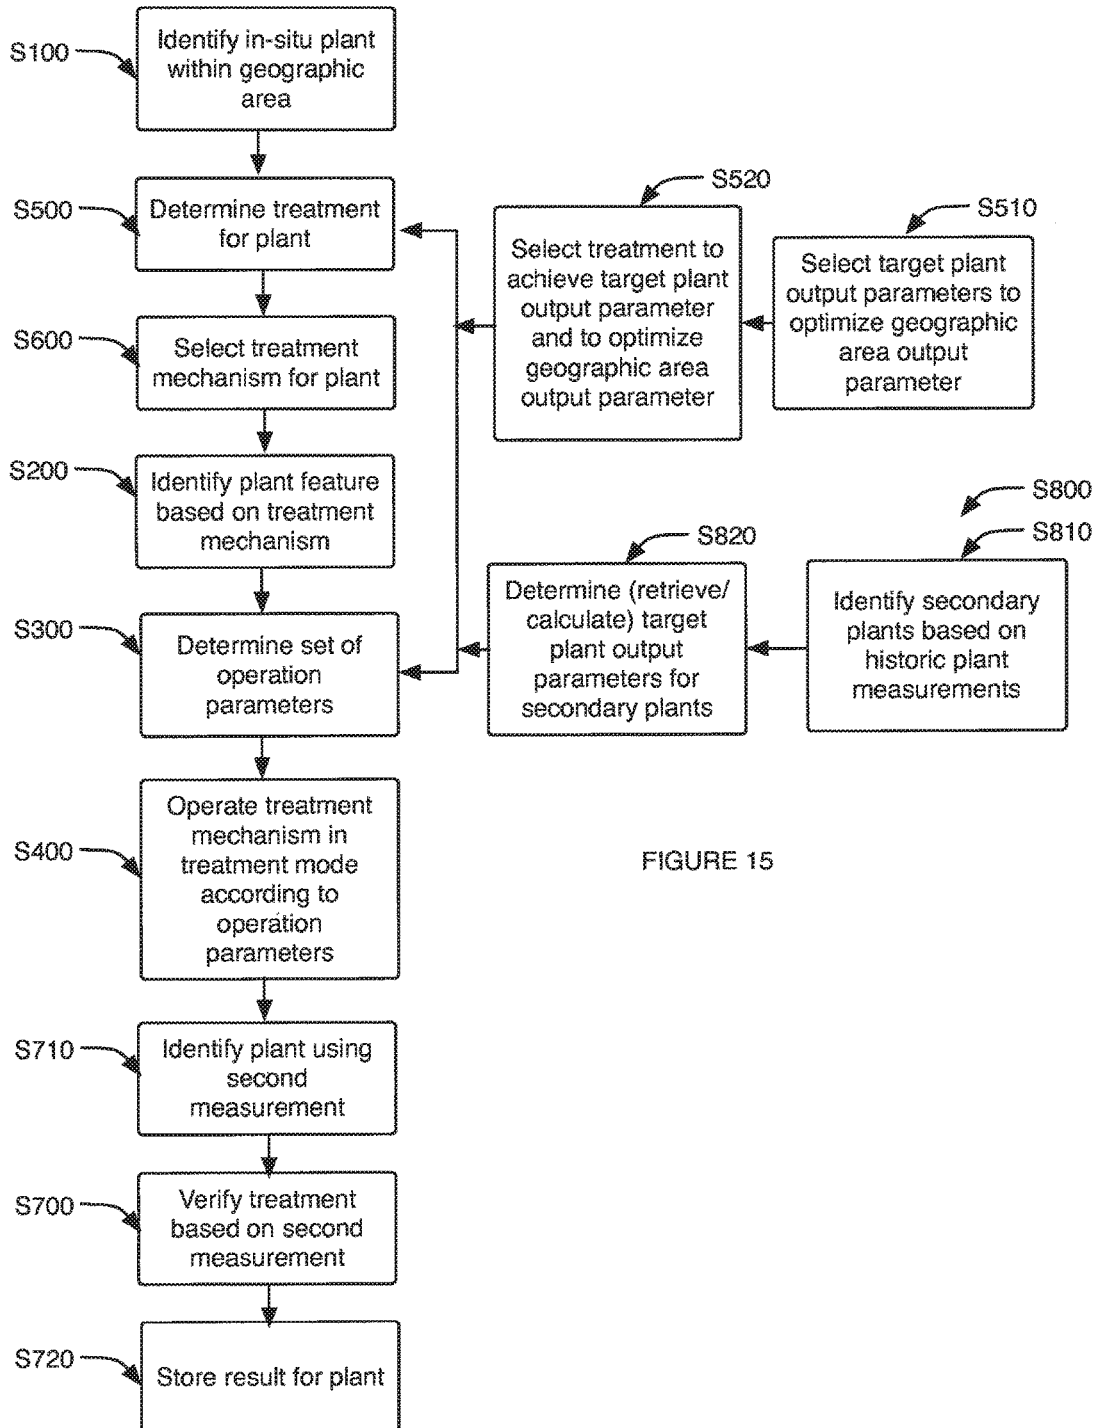 S100
Identify in-situ plant
within geographic
area
S500
Determine treatment
for plant
S520
Select treatment to
achieve target plant
output parameter
and to optimize
geographic area
output parameter
S510
Select target plant
output parameters to
optimize geographic
area output
parameter
S600
Select treatment
mechanism for plant
S200
Identify plant feature
based on treatment
mechanism
S300
Determine set of
operation
parameters
S820
Determine (retrieve/
calculate) target
plant output
parameters for
secondary plants
S800
S810
Identify secondary
plants based on
historic plant
measurements
S400
Operate treatment
mechanism in
treatment mode
according to
operation
parameters
FIGURE 15
S710
Identify plant using
second
measurement
S700
Verify treatment
based on second
measurement
S720
Store result for plant